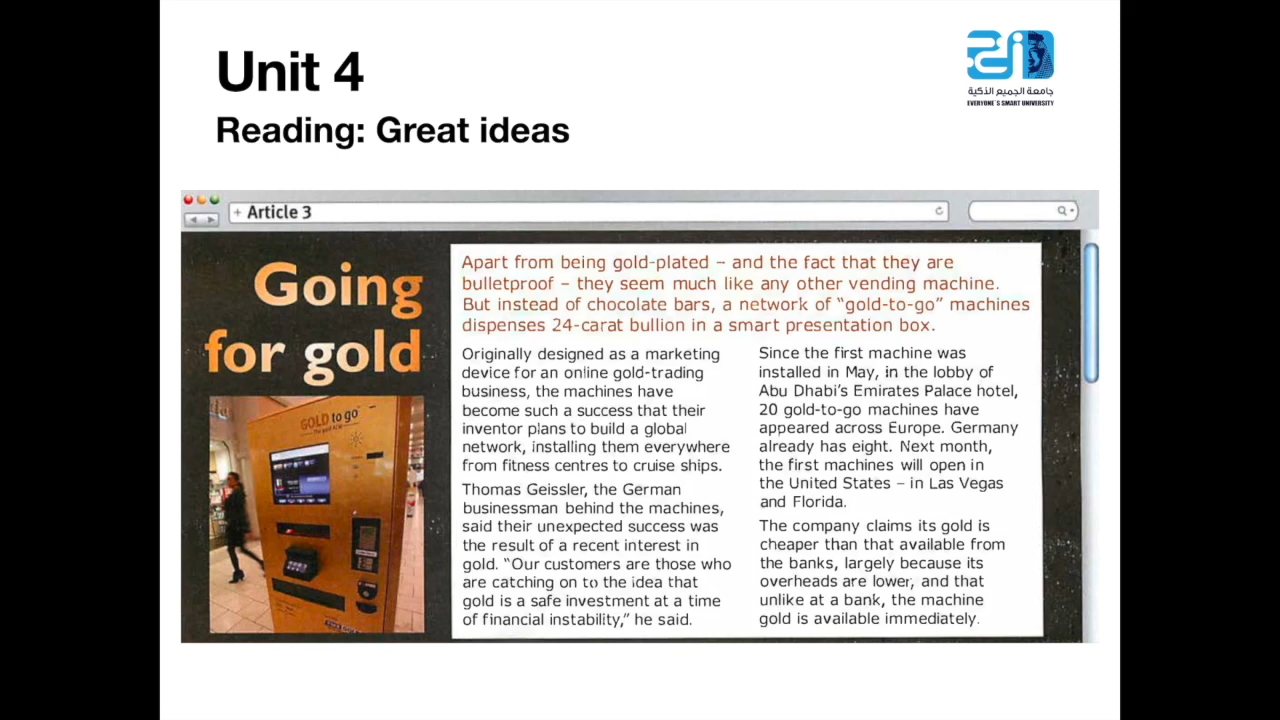 Unit 4
Reading: Great ideas
جامعة الجميع الذكية
EVERYONE`S SMART UNIVERSITY
+ Article 3
Going
for gold
GOLD to go
Apart from being gold-plated – and the fact that they are
bulletproof – they seem much like any other vending machine.
But instead of chocolate bars, a network of “gold-to-go” machines
dispenses 24-carat bullion in a smart presentation box.
Originally designed as a marketing
device for an online gold-trading
business, the machines have
become such a success that their
inventor plans to build a global
network, installing them everywhere
from fitness centres to cruise ships.
Thomas Geissler, the German
businessman behind the machines,
said their unexpected success was
the result of a recent interest in
gold. “Our customers are those who
are catching on to the idea that
gold is a safe investment at a time
of financial instability,” he said.
Since the first machine was
installed in May, in the lobby of
Abu Dhabi’s Emirates Palace hotel,
20 gold-to-go machines have
appeared across Europe. Germany
already has eight. Next month,
the first machines will open in
the United States – in Las Vegas
and Florida.
The company claims its gold is
cheaper than that available from
the banks, largely because its
overheads are lower, and that
unlike at a bank, the machine
gold is available immediately.